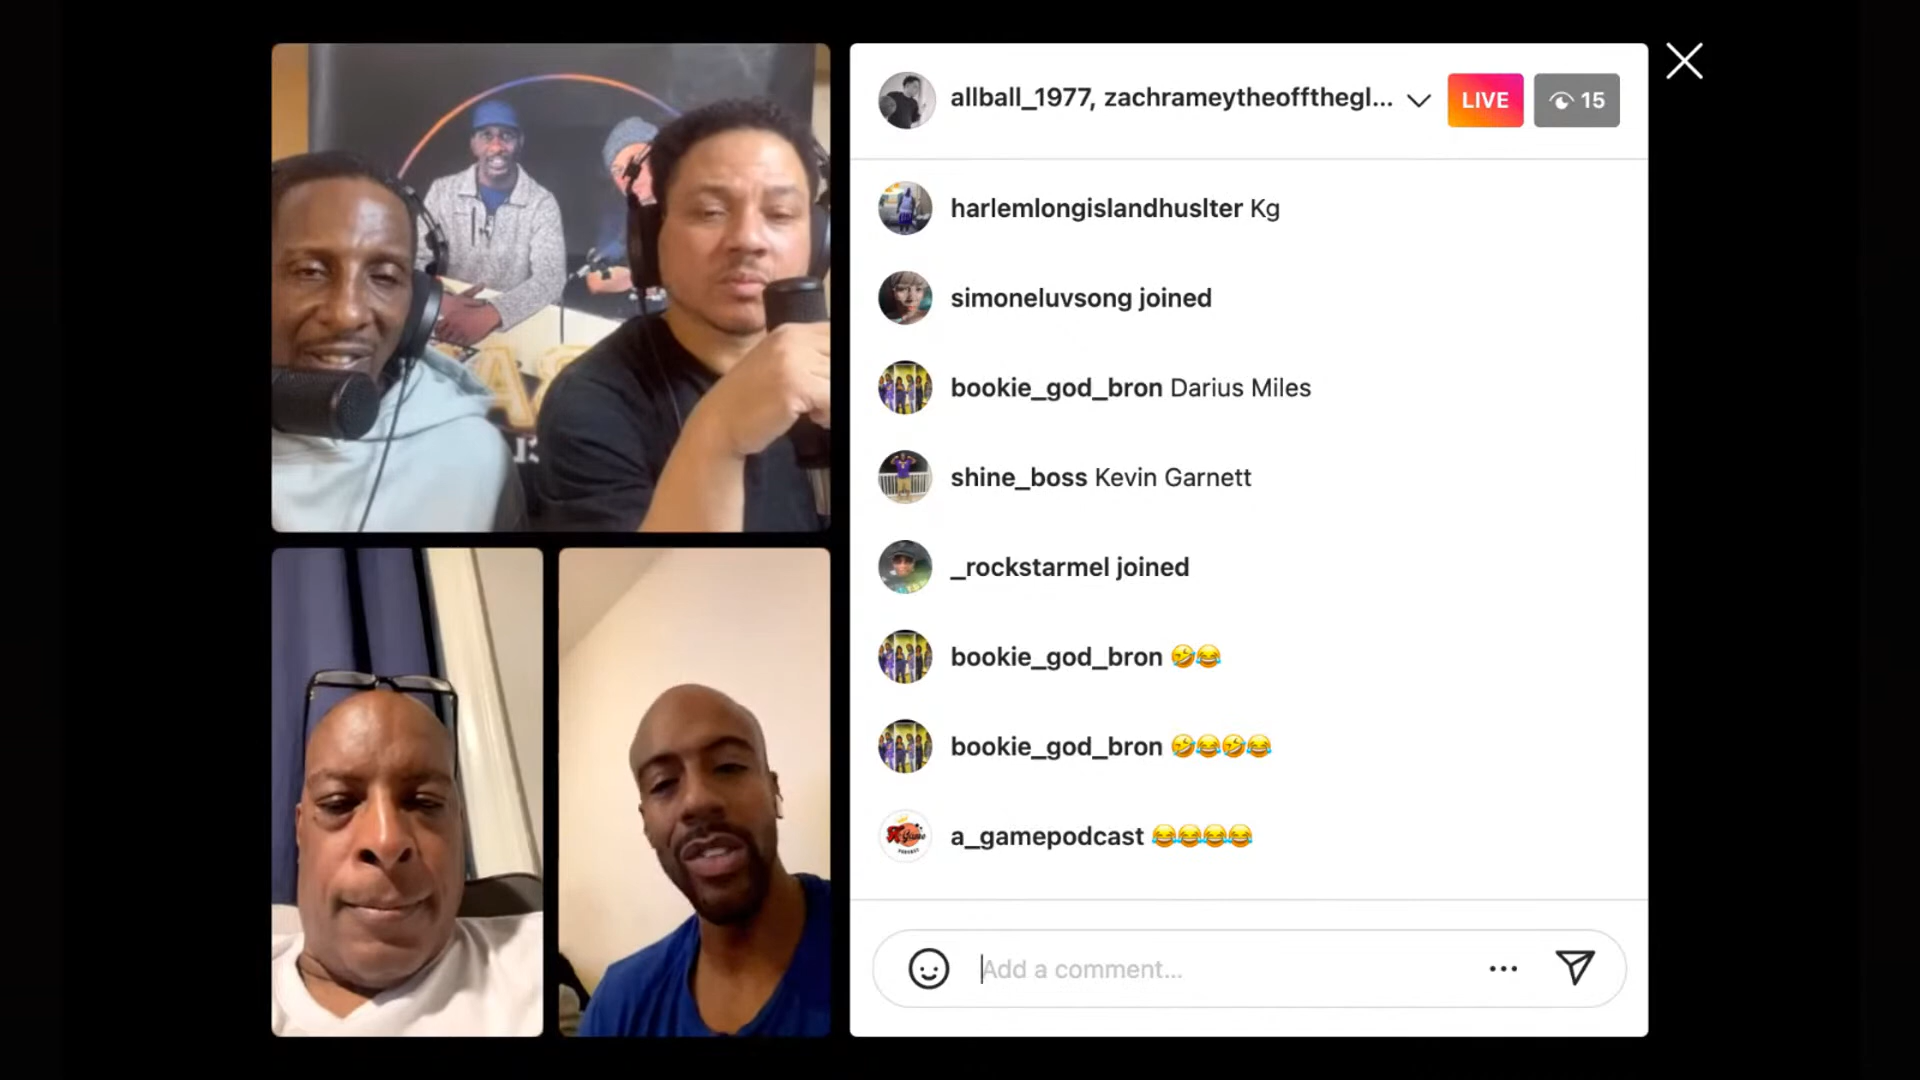 allball_1977, zachrameytheoffthegl...
LIVE
15
harlemlongislandhuslter Kg
simoneluvsong joined
bookie_god_bron Darius Miles
shine_boss Kevin Garnett
_rockstarmel joined
bookie_god_bron 🤣😂
bookie_god_bron 🤣😂🤣😂
a_gamepodcast 😂😂😂😂
Add a comment...